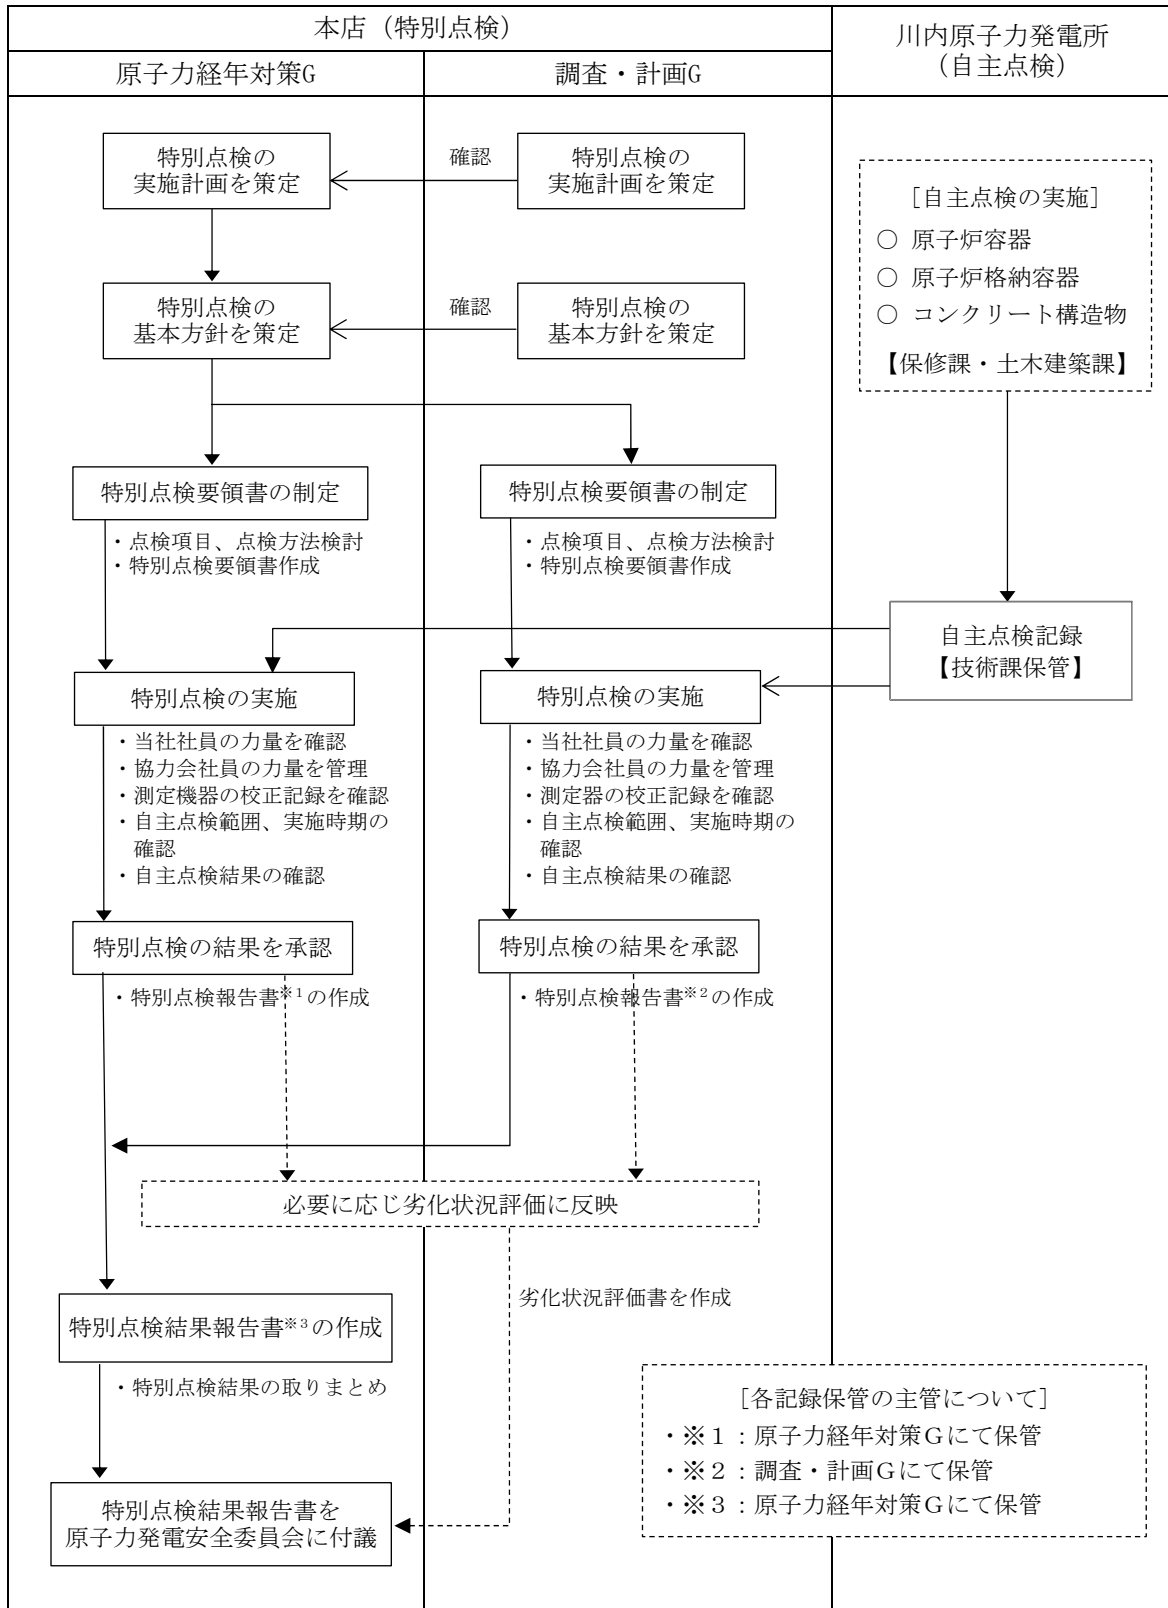 本店（特別点検）
川内原子力発電所
（自主点検）
原子力経年対策G
調査・計画G
特別点検の
実施計画を策定
確認
特別点検の
実施計画を策定
［自主点検の実施］
○ 原子炉容器
○ 原子炉格納容器
○ コンクリート構造物
【保修課・土木建築課】
特別点検の
基本方針を策定
確認
特別点検の
基本方針を策定
特別点検要領書の制定
・点検項目、点検方法検討
・特別点検要領書作成
特別点検要領書の制定
・点検項目、点検方法検討
・特別点検要領書作成
自主点検記録
【技術課保管】
特別点検の実施
・当社社員の力量を確認
・協力会社員の力量を管理
・測定機器の校正記録を確認
・自主点検範囲、実施時期の
確認
・自主点検結果の確認
特別点検の実施
・当社社員の力量を確認
・協力会社員の力量を管理
・測定器の校正記録を確認
・自主点検範囲、実施時期の
確認
・自主点検結果の確認
特別点検の結果を承認
・特別点検報告書※1の作成
特別点検の結果を承認
・特別点検報告書※2の作成
必要に応じ劣化状況評価に反映
劣化状況評価書を作成
特別点検結果報告書※3の作成
・特別点検結果の取りまとめ
特別点検結果報告書を
原子力発電安全委員会に付議
［各記録保管の主管について］
・※１：原子力経年対策Ｇにて保管
・※２：調査・計画Ｇにて保管
・※３：原子力経年対策Ｇにて保管